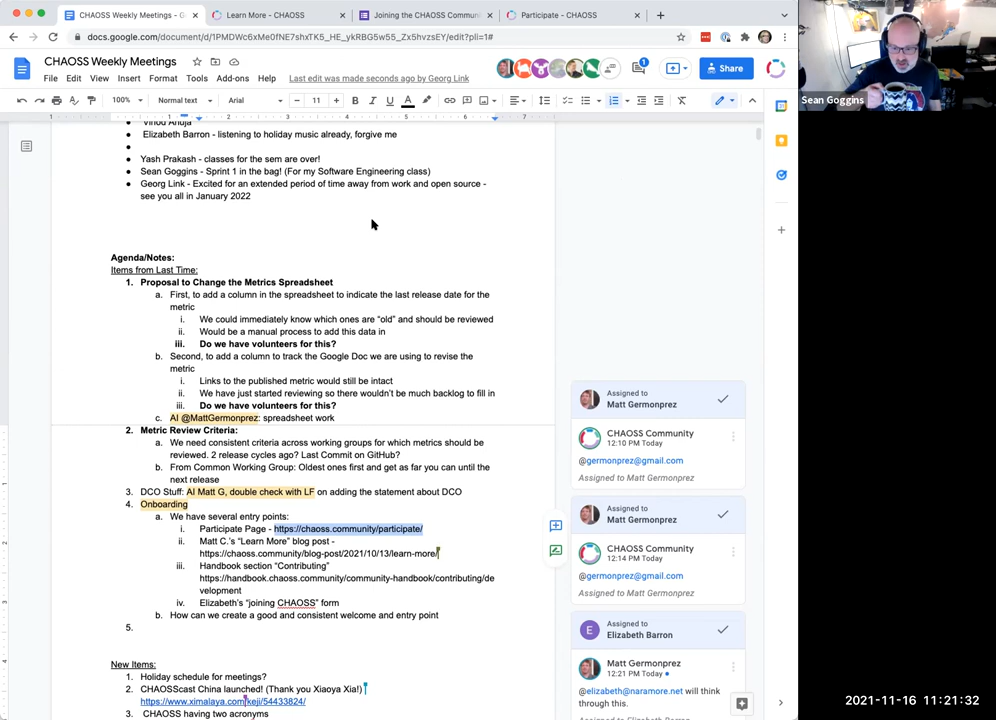 CHAOSS Weekly Meetings - G
Learn More - CHAOSS
Joining the CHAOSS Commun
Participate - CHAOSS
docs.google.com/document/d/1PMDWc6xMe0fNE7shxTK5_HE_ykRBG5w55_Zx5hvzsEY/edit?pli=1#
CHAOSS Weekly Meetings
File Edit View Insert Format Tools Add-ons Help Last edit was made seconds ago by Georg Link
1
Share
100% Normal text Arial 11 B I U A
1 1 2 3 4 5 6 7
Vinod Ahuja
Elizabeth Barron - listening to holiday music already, forgive me
Yash Prakash - classes for the sem are over!
Sean Goggins - Sprint 1 in the bag! (For my Software Engineering class)
Georg Link - Excited for an extended period of time away from work and open source -
see you all in January 2022
Agenda/Notes:
Items from Last Time:
1. Proposal to Change the Metrics Spreadsheet
a. First, to add a column in the spreadsheet to indicate the last release date for the
metric
i. We could immediately know which ones are “old” and should be reviewed
ii. Would be a manual process to add this data in
iii. Do we have volunteers for this?
b. Second, to add a column to track the Google Doc we are using to revise the
metric
i. Links to the published metric would still be intact
ii. We have just started reviewing so there wouldn't be much backlog to fill in
iii. Do we have volunteers for this?
c. AI @MattGermonprez: spreadsheet work
2. Metric Review Criteria:
a. We need consistent criteria across working groups for which metrics should be
reviewed. 2 release cycles ago? Last Commit on GitHub?
b. From Common Working Group: Oldest ones first and get as far you can until the
next release
3. DCO Stuff: AI Matt G, double check with LF on adding the statement about DCO
4. Onboarding
a. We have several entry points:
i. Participate Page - https://chaoss.community/participate/
ii. Matt C.'s “Learn More” blog post -
https://chaoss.community/blog-post/2021/10/13/learn-more/
iii. Handbook section “Contributing”
https://handbook.chaoss.community/community-handbook/contributing/de
velopment
iv. Elizabeth's “joining CHAOSS” form
b. How can we create a good and consistent welcome and entry point
5.
New Items:
1. Holiday schedule for meetings?
2. CHAOSScast China launched! (Thank you Xiaoya Xia!)
https://www.ximalaya.com/keji/54433824/
3. CHAOSS having two acronyms
Assigned to
Matt Germonprez
CHAOSS Community
12:10 PM Today
@germonprez@gmail.com
Assigned to Matt Germonprez
Assigned to
Matt Germonprez
CHAOSS Community
12:14 PM Today
@germonprez@gmail.com
Assigned to Matt Germonprez
E
Assigned to
Elizabeth Barron
Matt Germonprez
12:21 PM Today
@elizabeth@naramore.net will think
through this.
Assigned to Elizabeth Barron
Sean Goggins
2021-11-16 11:21:32